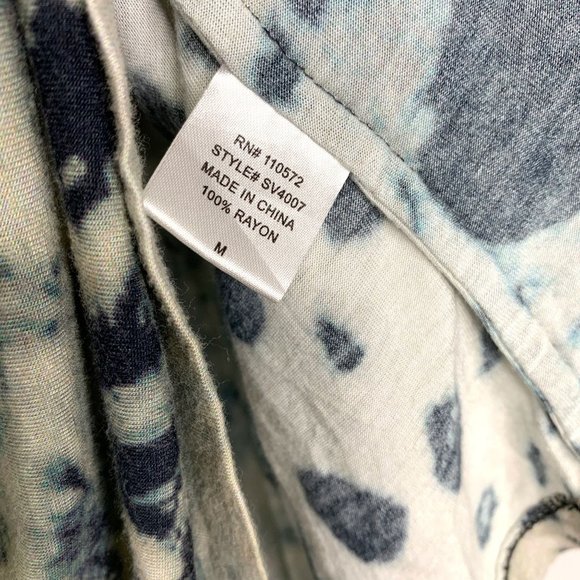 RN# 110572
STYLE# SV4007
MADE IN CHINA
100% RAYON
M